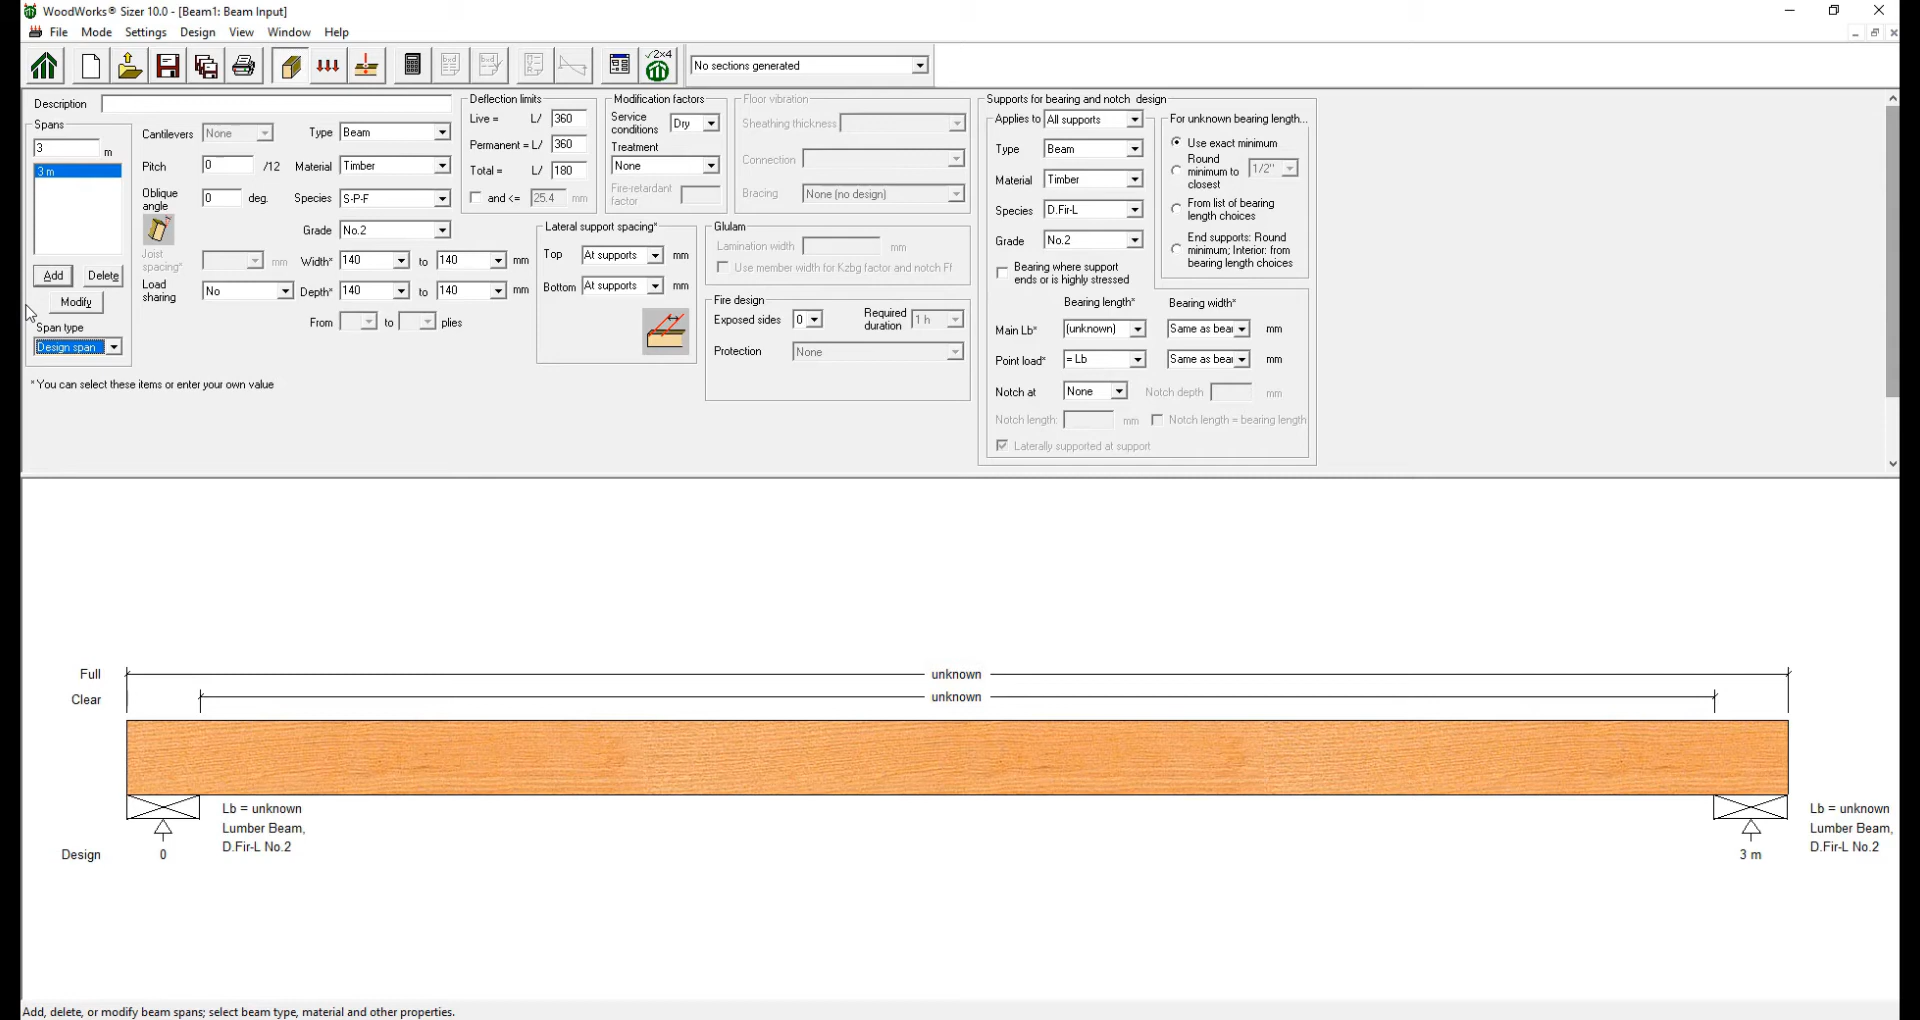 WoodWorks® Sizer 10.0 - [Beam1: Beam Input]
File Mode Settings Design View Window Help
No sections generated
Description
Spans
3 m
3 m
Add Delete
Modify
Span type
Design span
* You can select these items or enter your own value
Cantilevers None
Pitch 0 /12
Oblique angle 0 deg.
Joist spacing* mm
Load sharing No
Type Beam
Material Timber
Species S-P-F
Grade No.2
Width* 140 to 140 mm
Depth* 140 to 140 mm
From to plies
Deflection limits
Live = L/ 360
Permanent = L/ 360
Total = L/ 180
and <= 25.4 mm
Modification factors
Service conditions Dry
Treatment
None
Fire-retardant factor
Lateral support spacing*
Top At supports mm
Bottom At supports mm
Floor vibration
Sheathing thickness
Connection
Bracing None (no design)
Glulam
Lamination width mm
Use member width for Kzbg factor and notch Ff
Fire design
Exposed sides 0 Required duration 1 h
Protection None
Supports for bearing and notch design
Applies to All supports
Type Beam
Material Timber
Species D.Fir-L
Grade No.2
Bearing where support ends or is highly stressed
For unknown bearing length...
Use exact minimum
Round minimum to closest 1/2"
From list of bearing length choices
End supports: Round minimum; Interior: from bearing length choices
Bearing length* Bearing width*
Main Lb* (unknown) Same as bear mm
Point load* = Lb Same as bear mm
Notch at None Notch depth mm
Notch length: mm Notch length = bearing length
Laterally supported at support
Full unknown
Clear unknown
Lb = unknown
Lumber Beam,
D.Fir-L No.2
Lb = unknown
Lumber Beam,
D.Fir-L No.2
Design 0 3 m
Add, delete, or modify beam spans; select beam type, material and other properties.